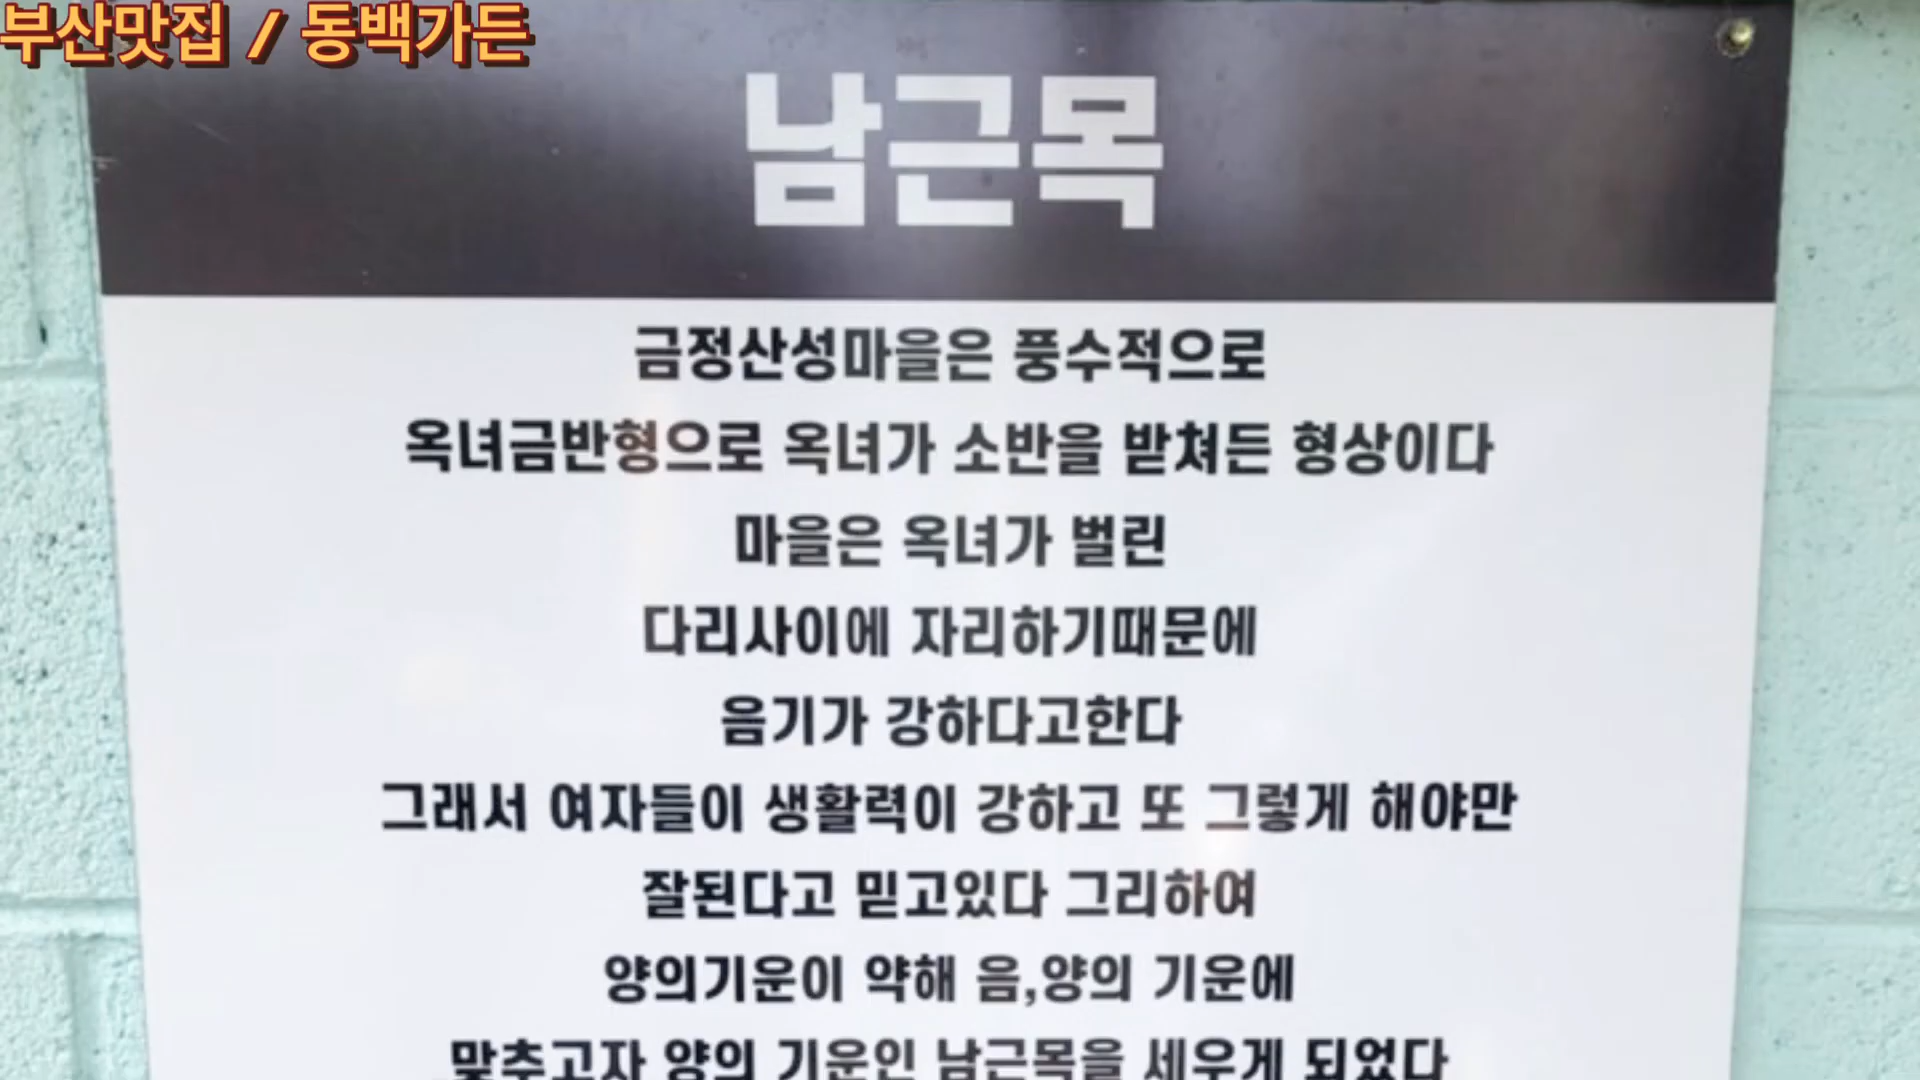 부산맛집 / 동백가든
남근목
금정산성마을은 풍수적으로
옥녀금반형으로 옥녀가 소반을 받쳐든 형상이다
마을은 옥녀가 벌린
다리사이에 자리하기때문에
음기가 강하다고한다
그래서 여자들이 생활력이 강하고 또 그렇게 해야만
잘된다고 믿고있다 그리하여
양의기운이 약해 음,양의 기운에
맞추고자 양의 기운인 남근목을 세우게 되었다